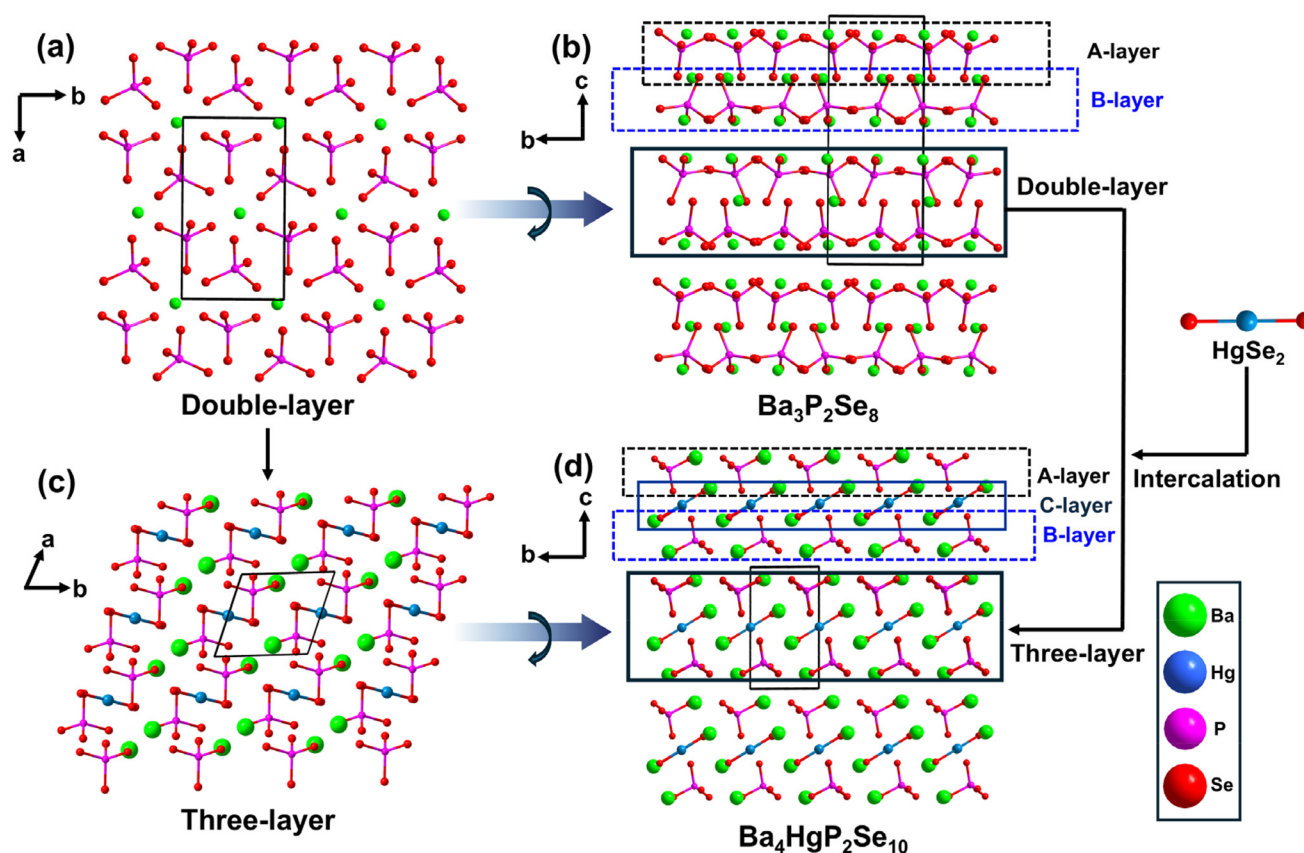 (a)
b
a
Double-layer
(b)
c
b
A-layer
B-layer
Double-layer
Ba₃P₂Se₈
HgSe₂
Intercalation
(c)
a
b
Three-layer
(d)
c
b
A-layer
C-layer
B-layer
Three-layer
Ba₄HgP₂Se₁₀
Ba
Hg
P
Se